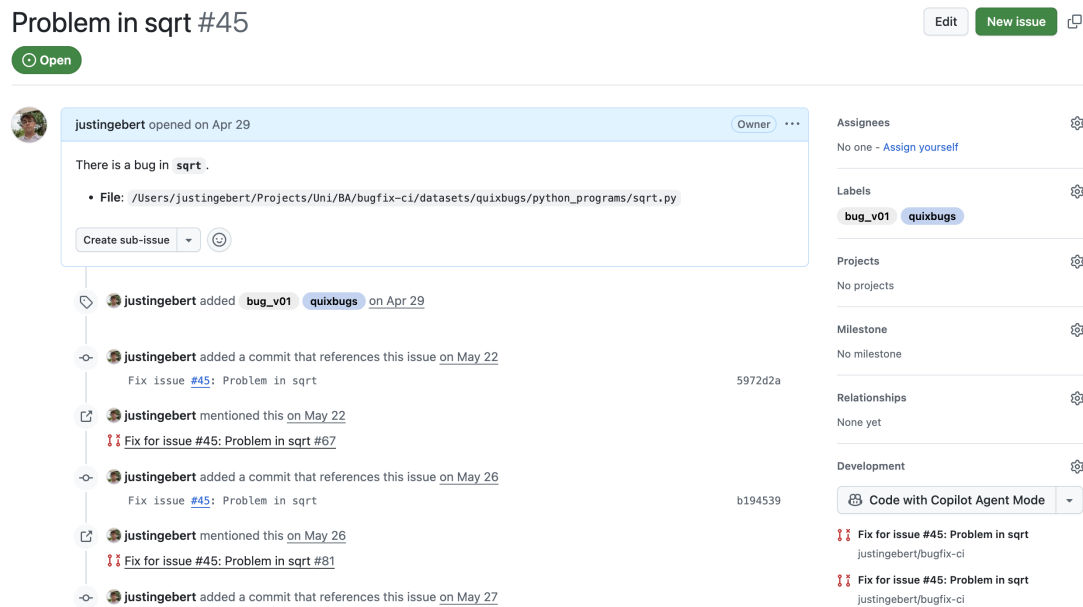 Problem in sqrt #45
Edit
New issue
Open
justingebert opened on Apr 29
Owner
There is a bug in sqrt .
• File: /Users/justingebert/Projects/Uni/BA/bugfix-ci/datasets/quixbugs/python_programs/sqrt.py
Create sub-issue
justingebert added bug_v01 quixbugs on Apr 29
justingebert added a commit that references this issue on May 22
Fix issue #45: Problem in sqrt
5972d2a
justingebert mentioned this on May 22
Fix for issue #45: Problem in sqrt #67
justingebert added a commit that references this issue on May 26
Fix issue #45: Problem in sqrt
b194539
justingebert mentioned this on May 26
Fix for issue #45: Problem in sqrt #81
justingebert added a commit that references this issue on May 27
Assignees
No one - Assign yourself
Labels
bug_v01 quixbugs
Projects
No projects
Milestone
No milestone
Relationships
None yet
Development
Code with Copilot Agent Mode
Fix for issue #45: Problem in sqrt
justingebert/bugfix-ci
Fix for issue #45: Problem in sqrt
justingebert/bugfix-ci